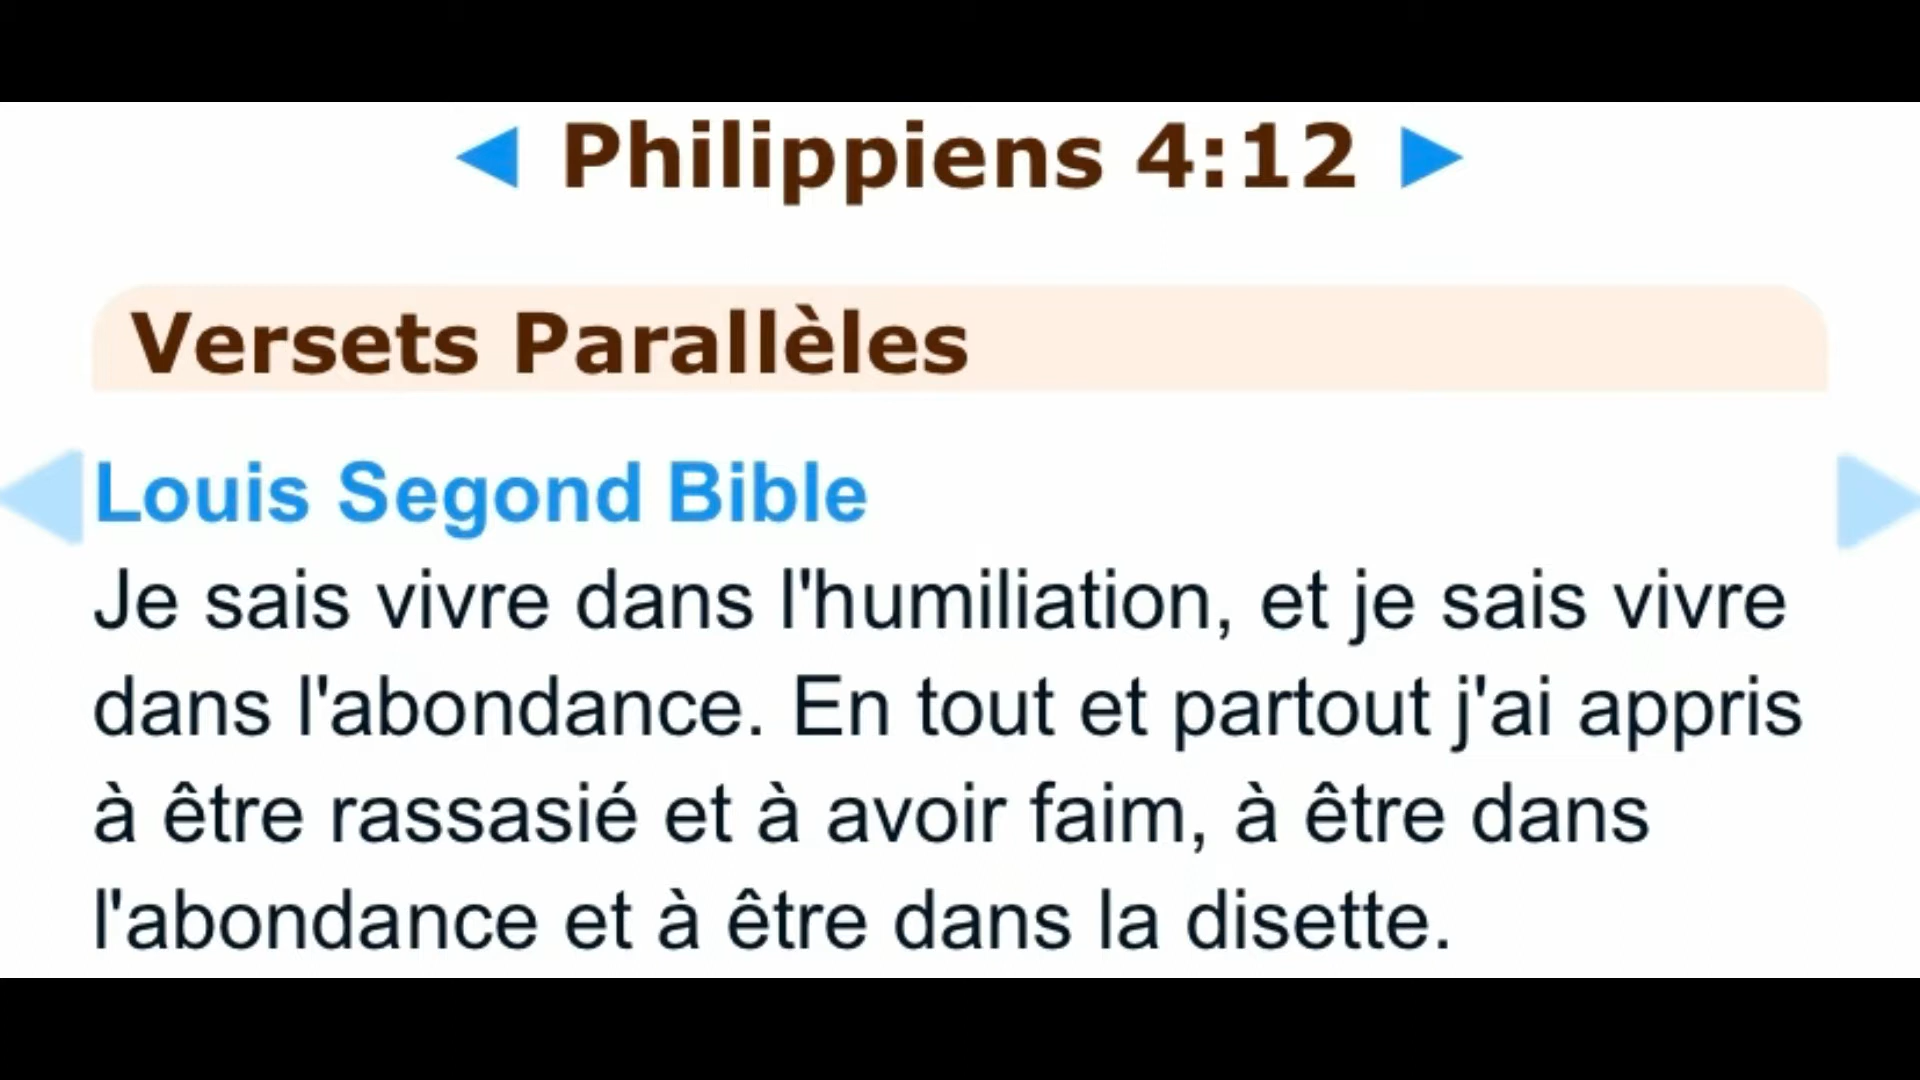 Philippiens 4:12
Versets Parallèles
Louis Segond Bible
Je sais vivre dans l'humiliation, et je sais vivre
dans l'abondance. En tout et partout j'ai appris
à être rassasié et à avoir faim, à être dans
l'abondance et à être dans la disette.